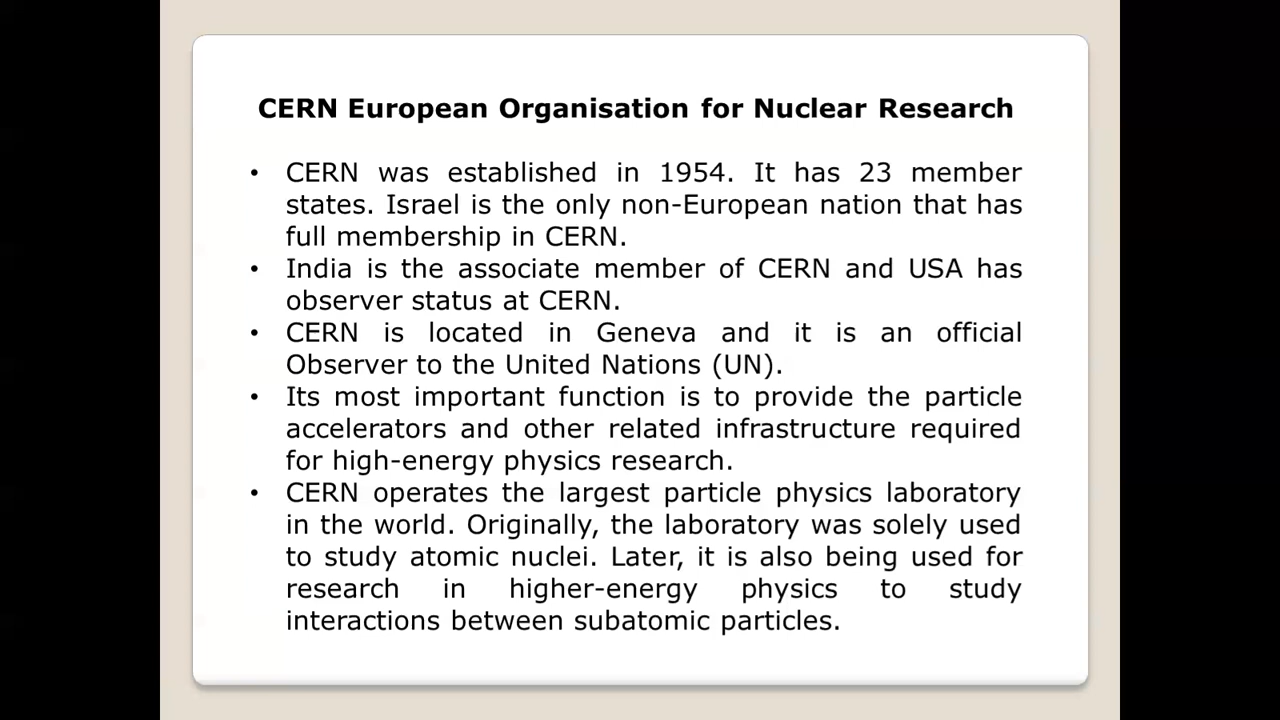 CERN European Organisation for Nuclear Research
• CERN was established in 1954. It has 23 member
states. Israel is the only non-European nation that has
full membership in CERN.
• India is the associate member of CERN and USA has
observer status at CERN.
• CERN is located in Geneva and it is an official
Observer to the United Nations (UN).
• Its most important function is to provide the particle
accelerators and other related infrastructure required
for high-energy physics research.
• CERN operates the largest particle physics laboratory
in the world. Originally, the laboratory was solely used
to study atomic nuclei. Later, it is also being used for
research in higher-energy physics to study
interactions between subatomic particles.